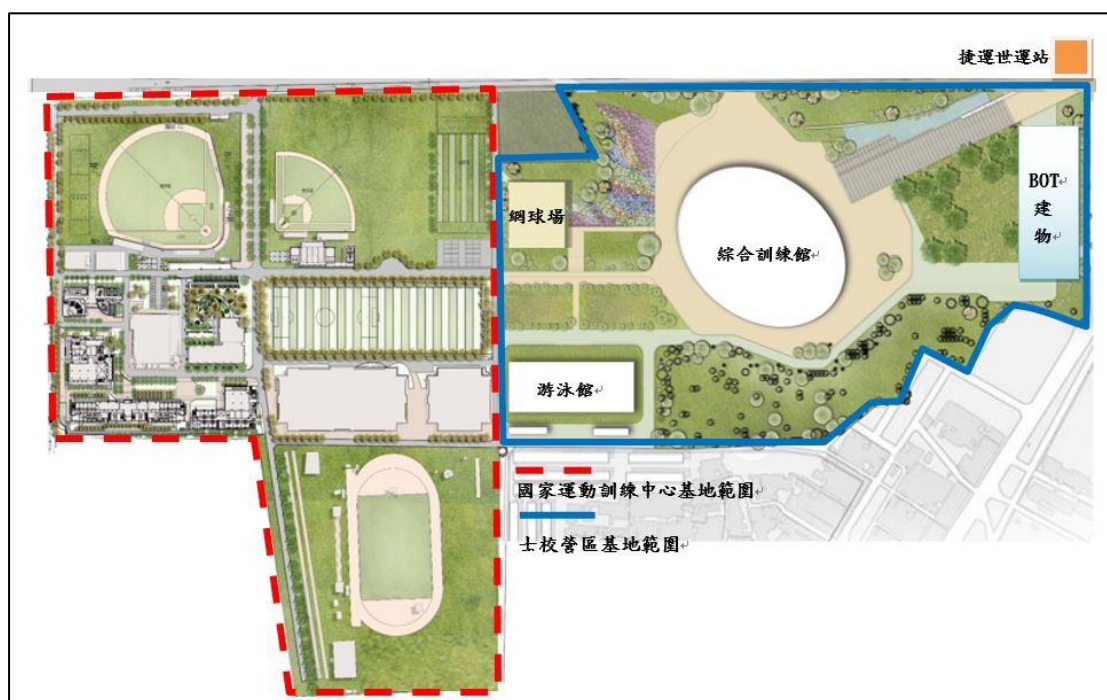 捷運世運站
BOT
建
物
網球場
綜合訓練館
游泳館
國家運動訓練中心基地範圍
士校營區基地範圍